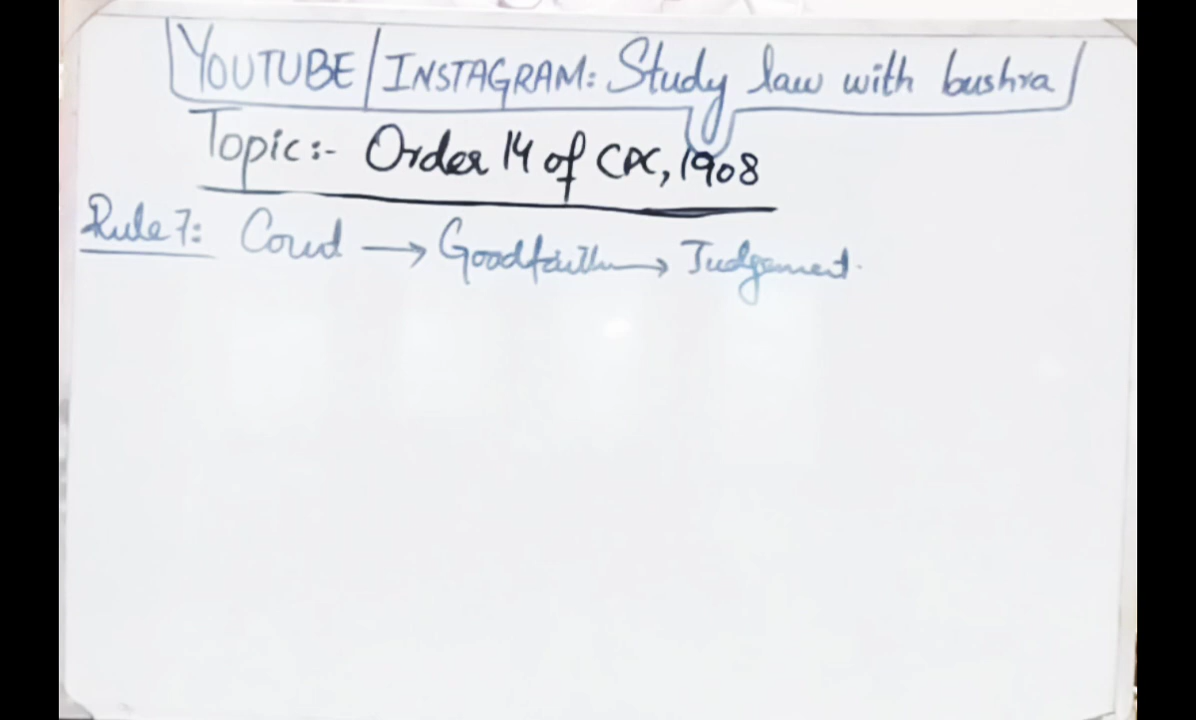 YOUTUBE/INSTAGRAM: Study law with bushra
Topic:- Order 14 of CPC, 1908
Rule 7: Court → Goodfaith → Judgement.